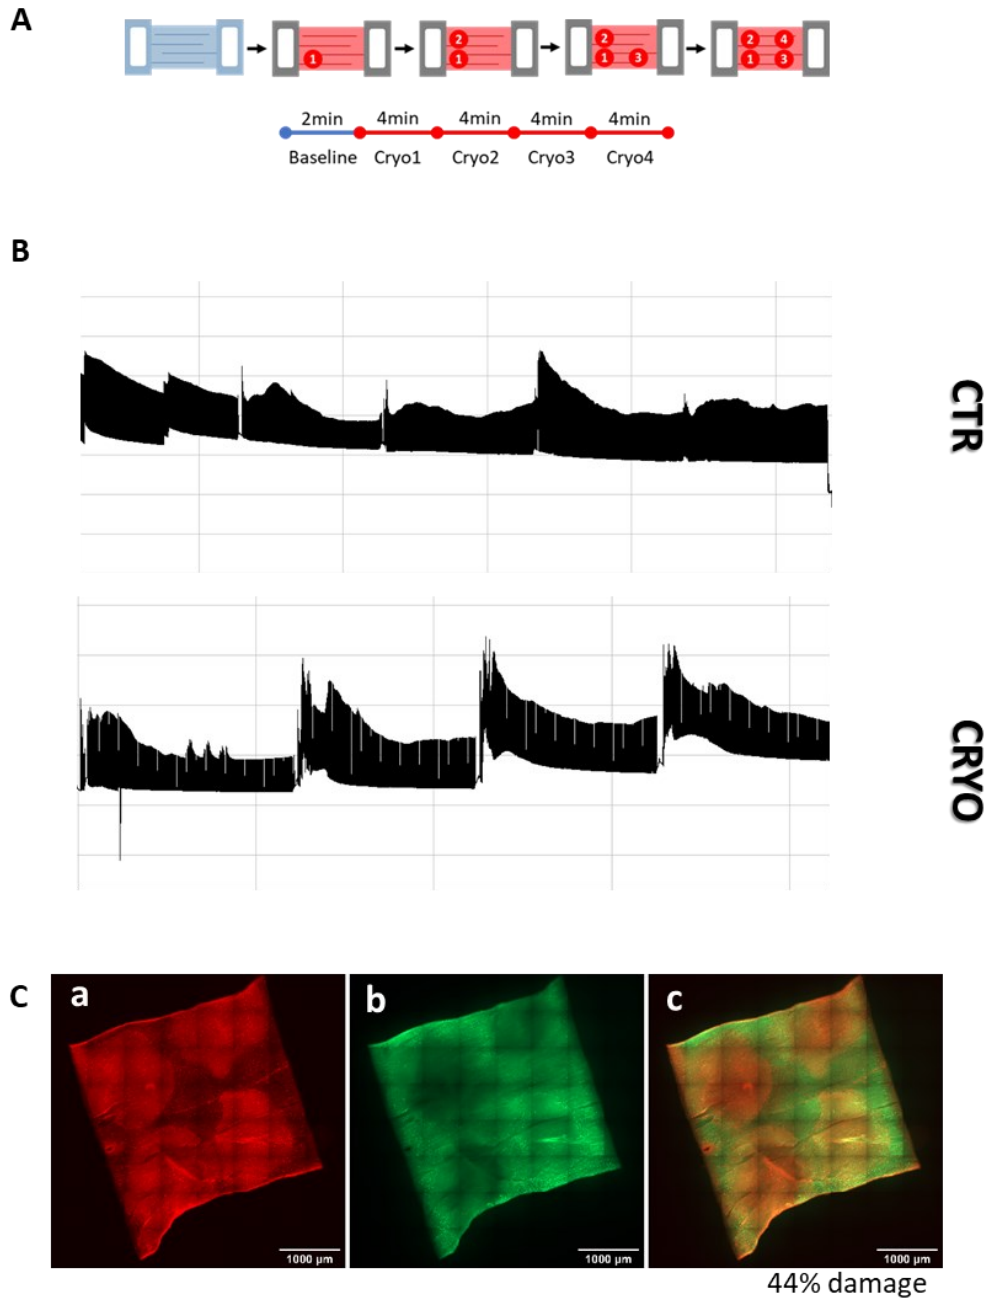 A
1
2
1
2
1 3
2 4
1 3
2min 4min 4min 4min 4min
Baseline Cryo1 Cryo2 Cryo3 Cryo4
B
CTR
CRYO
C
a b c
1000 μm 1000 μm 1000 μm
44% damage